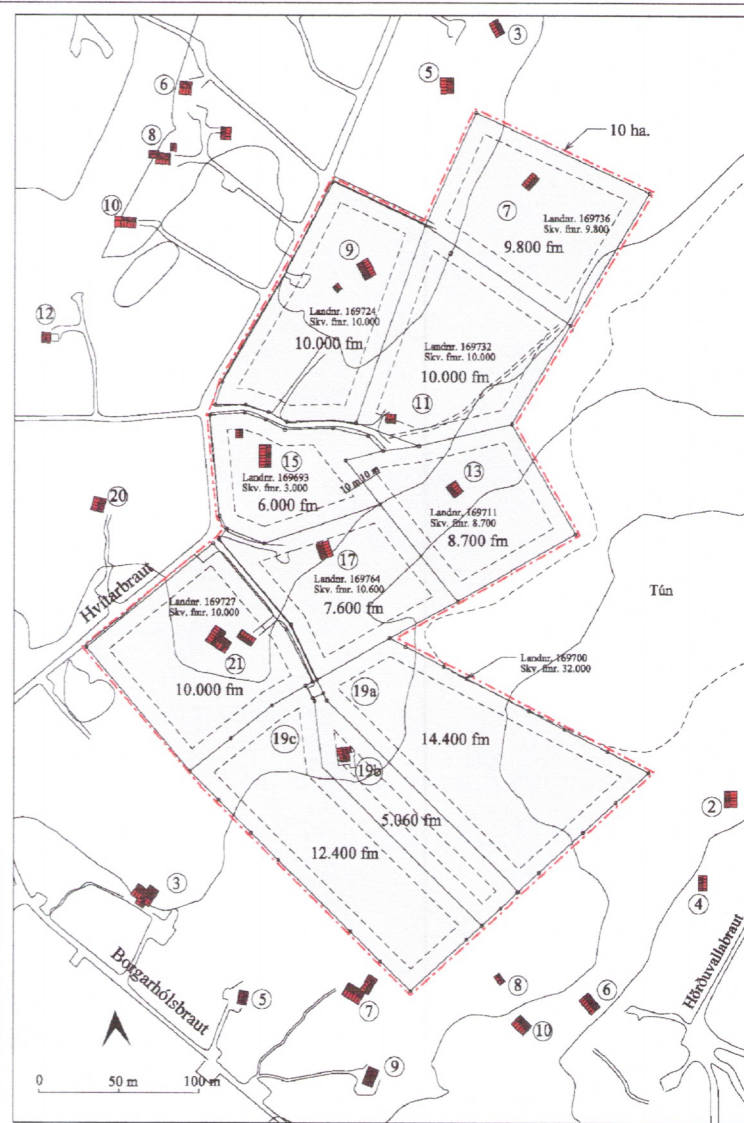 3
5
6
10 ha.
8
7
Landnr. 169736
Skv. fmr. 9.800
9.800 fm
10
9
12
Landnr. 169724
Skv. fmr. 10.000
10.000 fm
Landnr. 169732
Skv. fmr. 10.000
10.000 fm
11
15
Landnr. 169693
Skv. fmr. 3.000
6.000 fm
10 m
10 m
13
Landnr. 169711
Skv. fmr. 8.700
8.700 fm
20
17
Landnr. 169764
Skv. fmr. 10.600
7.600 fm
Hvítarbraut
Landnr. 169727
Skv. fmr. 10.000
21
10.000 fm
Tún
Landnr. 169700
Skv. fmr. 32.000
19a
19c
14.400 fm
19b
5.060 fm
12.400 fm
2
4
3
Borgarhólsbraut
5
7
8
6
10
Hörðuvallabraut
9
0
50 m
100 m